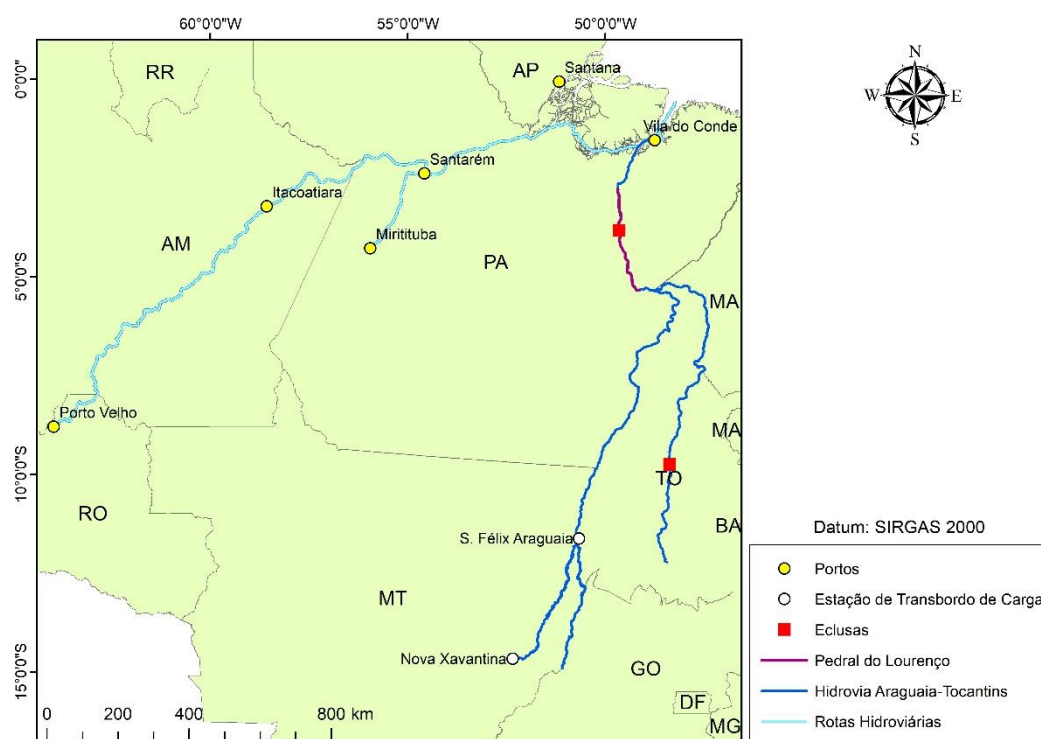 60°0'0"W
55°0'0"W
50°0'0"W
0°0'0"
5°0'0"S
10°0'0"S
15°0'0"S
RR
AP
Santana
Vila do Conde
Santarém
Itacoatiara
Miritituba
AM
PA
MA
Porto Velho
MA
TO
RO
BA
S. Félix Araguaia
MT
Nova Xavantina
GO
DF
MG
0 200 400 800 km
N
W E
S
Datum: SIRGAS 2000
Portos
Estação de Transbordo de Carga
Eclusas
Pedral do Lourenço
Hidrovia Araguaia-Tocantins
Rotas Hidroviárias